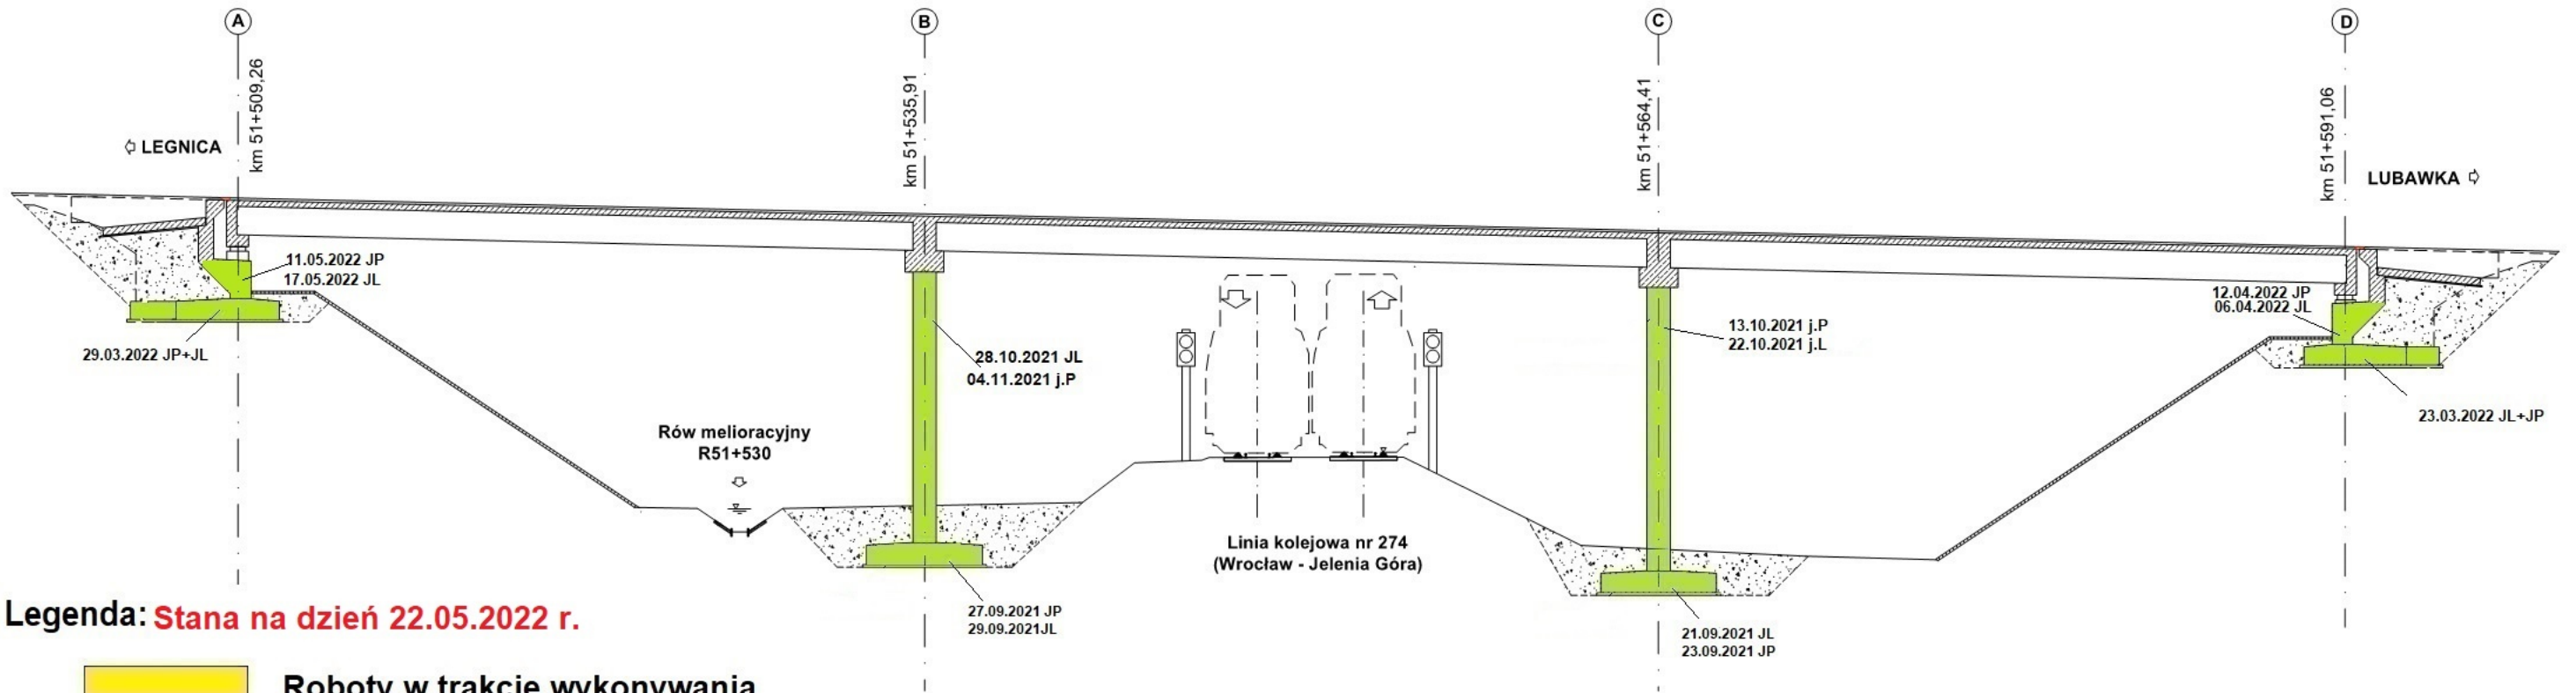 A
B
C
D
km 51+509,26
km 51+535,91
km 51+564,41
km 51+591,06
LEGNICA
LUBAWKA
11.05.2022 JP
17.05.2022 JL
29.03.2022 JP+JL
28.10.2021 JL
04.11.2021 j.P
13.10.2021 j.P
22.10.2021 j.L
12.04.2022 JP
06.04.2022 JL
23.03.2022 JL+JP
Rów melioracyjny
R51+530
Linia kolejowa nr 274
(Wrocław - Jelenia Góra)
27.09.2021 JP
29.09.2021JL
21.09.2021 JL
23.09.2021 JP
Legenda: Stana na dzień 22.05.2022 r.
Roboty w trakcie wykonywania